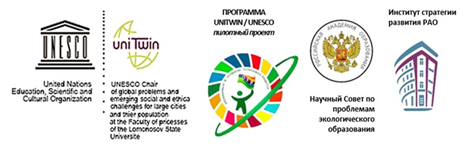 UNESCO
United Nations
Education, Scientific and
Cultural Organization
uniTwin
UNESCO Chair
of global problems and
emerging social and ethica
challenges for large cities
and thier population
at the Faculty of processes
of the Lomonosov State
Universite
ПРОГРАММА
UNITWIN / UNESCO
пилотный проект
РОССИЙСКАЯ АКАДЕМИЯ ОБРАЗОВАНИЯ
Научный Совет по
проблемам
экологического
образования
Институт стратегии
развития РАО